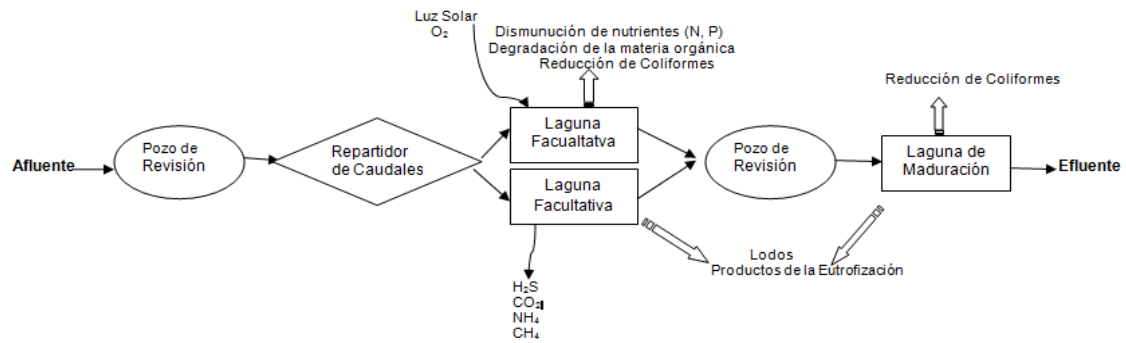 Luz Solar
O₂
Dismunución de nutrientes (N, P)
Degradación de la materia orgánica
Reducción de Coliformes
Reducción de Coliformes
Afluente
Pozo de
Revisión
Repartidor
de Caudales
Laguna
Facualtatva
Laguna
Facultativa
Pozo de
Revisión
Laguna de
Maduración
Efluente
Lodos
Productos de la Eutrofización
H₂S
CO₂
NH₄
CH₄